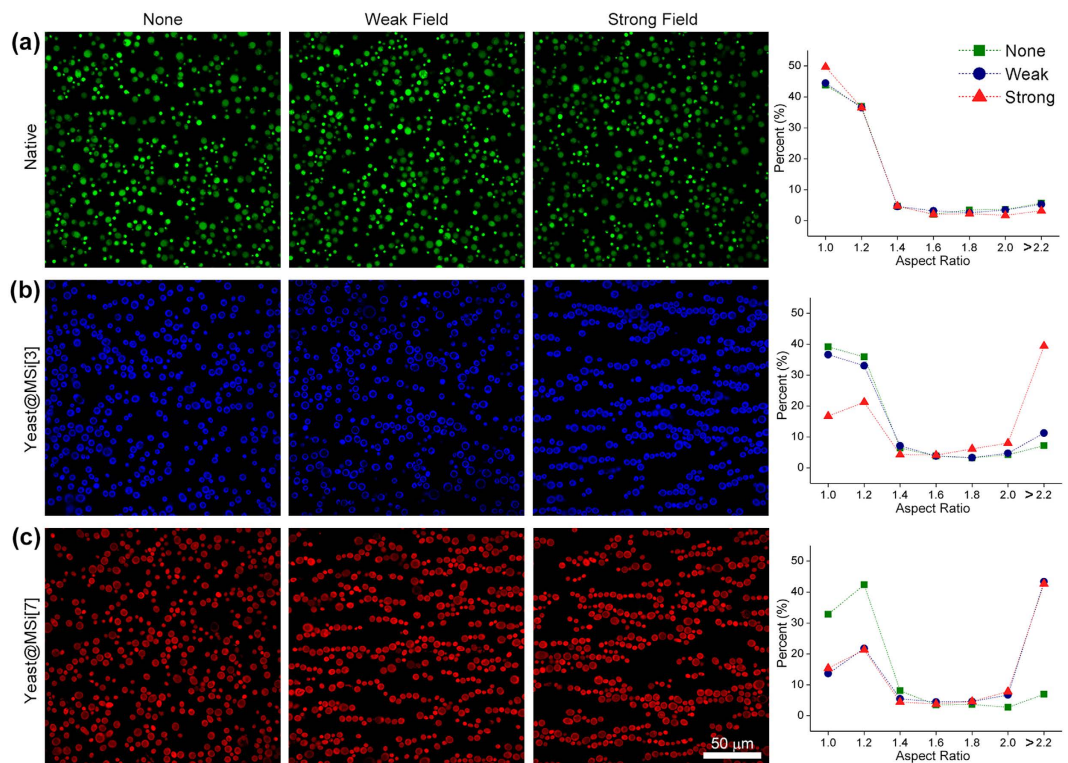 None Weak Field Strong Field
(a)
Native
None
Weak
Strong
Percent (%)
50
40
30
20
10
0
1.0 1.2 1.4 1.6 1.8 2.0 >2.2
Aspect Ratio
(b)
Yeast@MSi[3]
Percent (%)
50
40
30
20
10
0
1.0 1.2 1.4 1.6 1.8 2.0 >2.2
Aspect Ratio
(c)
Yeast@MSi[7]
50 μm
Percent (%)
50
40
30
20
10
0
1.0 1.2 1.4 1.6 1.8 2.0 >2.2
Aspect Ratio